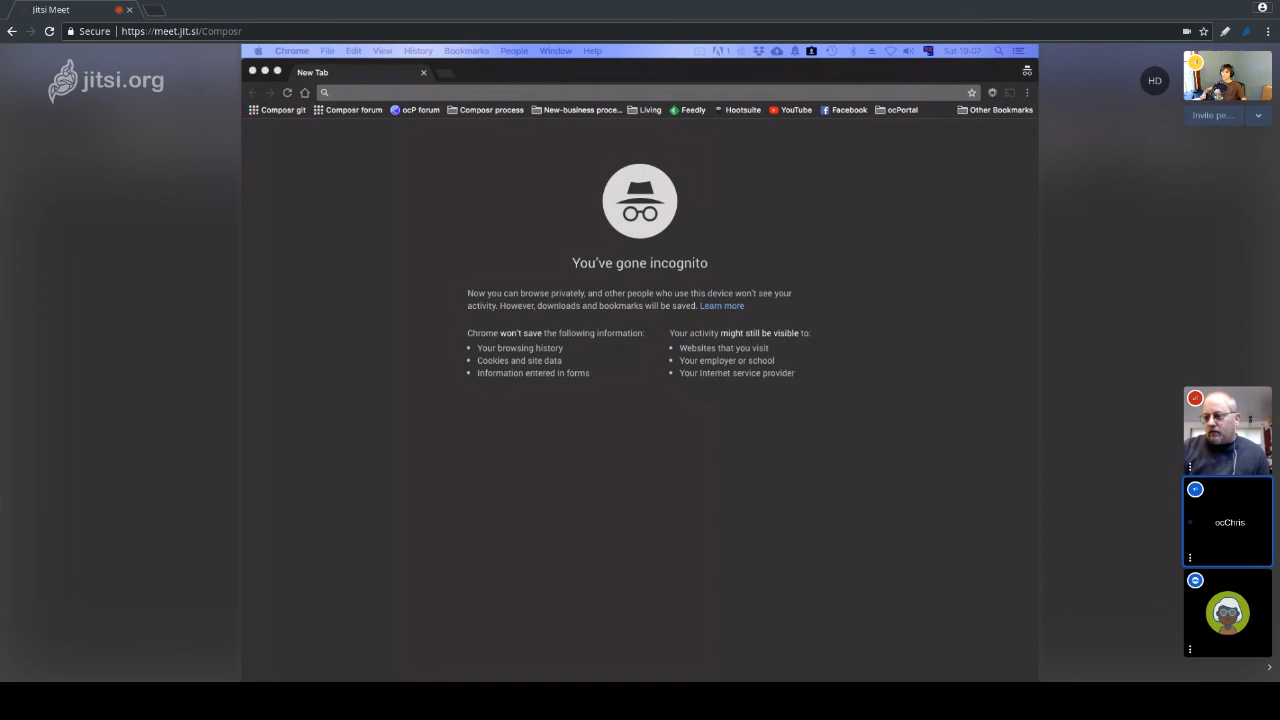 Jitsi Meet
Secure https://meet.jit.si/Composr
jitsi.org
Chrome File Edit View History Bookmarks People Window Help 1 Sat 19:07
New Tab
HD
Composr git Composr forum ocP forum Composr process New-business proce... Living Feedly Hootsuite YouTube Facebook ocPortal Other Bookmarks
Invite pe...
You've gone incognito
Now you can browse privately, and other people who use this device won't see your
activity. However, downloads and bookmarks will be saved. Learn more
Chrome won't save the following information:
• Your browsing history
• Cookies and site data
• Information entered in forms
Your activity might still be visible to:
• Websites that you visit
• Your employer or school
• Your internet service provider
ocChris